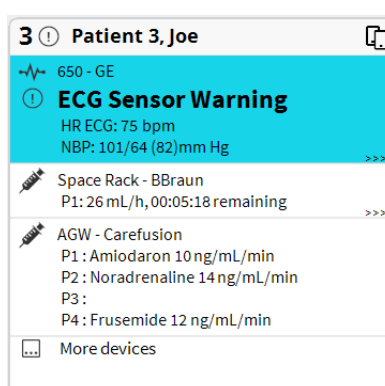 3 Patient 3, Joe
650 - GE
ECG Sensor Warning
HR ECG: 75 bpm
NBP: 101/64 (82)mm Hg
>>>
Space Rack - BBraun
P1: 26 mL/h, 00:05:18 remaining
>>>
AGW - Carefusion
P1 : Amiodaron 10 ng/mL/min
P2 : Noradrenaline 14 ng/mL/min
P3 :
P4 : Frusemide 12 ng/mL/min
More devices